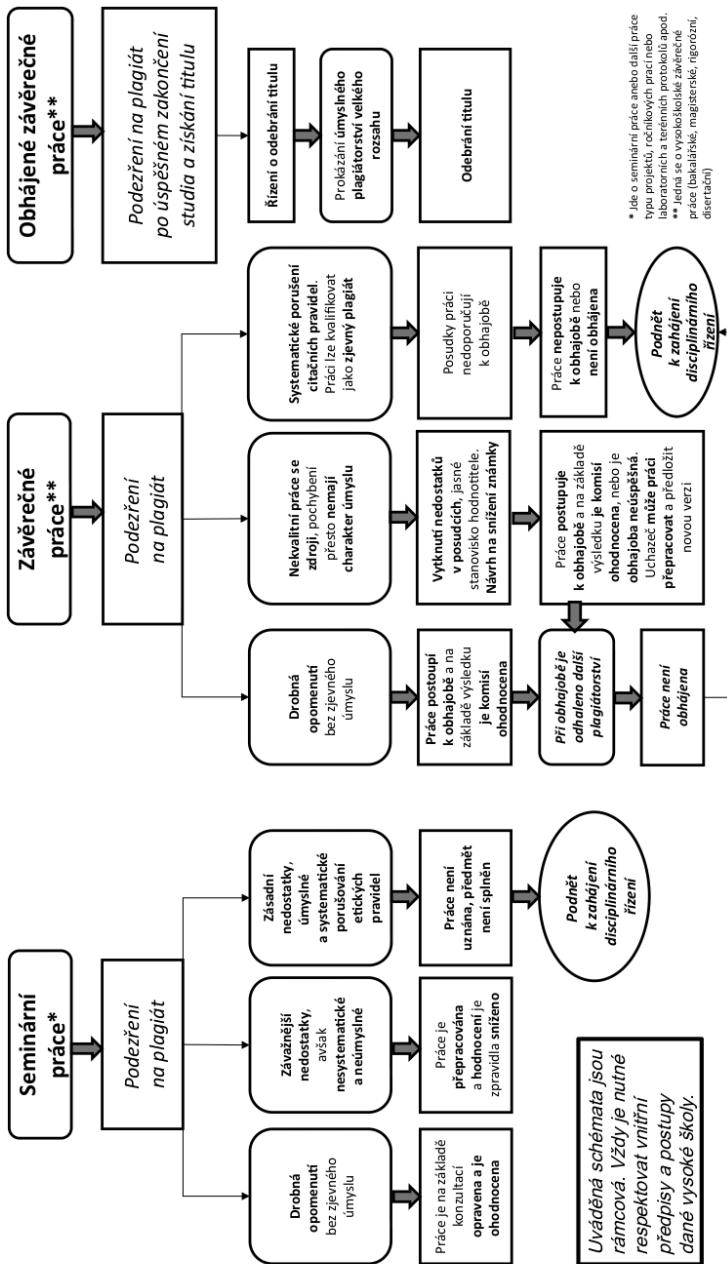 Seminární
práce*
Podezření
na plagiát
Drobná
opomenutí
bez zjevného
úmyslu
Práce je na základě
konzultací
opravena a je
ohodnocena
Závažnější
nedostatky,
avšak
nesystematické
a neúmyslné
Práce je
přepracována
a hodnocení je
zpravidla sníženo
Zásadní
nedostatky,
úmyslné
a systematické
porušování
etických
pravidel
Práce není
uznána, předmět
není splněn
Podnět
k zahájení
disciplinárního
řízení
Uváděná schémata jsou
rámcová. Vždy je nutné
respektovat vnitřní
předpisy a postupy
dané vysoké školy.
Závěrečné
práce**
Podezření
na plagiát
Drobná
opomenutí
bez zjevného
úmyslu
Práce postoupí
k obhajobě a na
základě výsledku
je komisí
ohodnocena
Při obhajobě je
odhaleno další
plagiátorství
Práce není
obhájena
Nekvalitní práce se
zdroji, pochybení
přesto nemají
charakter úmyslu
Vytknutí nedostatků
v posudcích, jasné
stanovisko hodnotitele.
Návrh na snížení známky
Práce postupuje
k obhajobě a na základě
výsledku je komisí
ohodnocena, nebo je
obhajoba neúspěšná.
Uchazeč může práci
přepracovat a předložit
novou verzi
Systematické porušení
citačních pravidel.
Práci lze kvalifikovat
jako zjevný plagiát
Posudky práci
nedoporučují
k obhajobě
Práce nepostupuje
k obhajobě nebo
není obhájena
Podnět
k zahájení
disciplinárního
řízení
Obhájené závěrečné
práce**
Podezření na plagiát
po úspěšném zakončení
studia a získání titulu
Řízení o odebrání titulu
Prokázání úmyslného
plagiátorství velkého
rozsahu
Odebrání titulu
* Jde o seminární práce anebo další práce
typu projektů, ročníkových prací nebo
laboratorních a terénních protokolů apod.
** Jedná se o vysokoškolské závěrečné
práce (bakalářské, magisterské, rigorózní,
disertační)